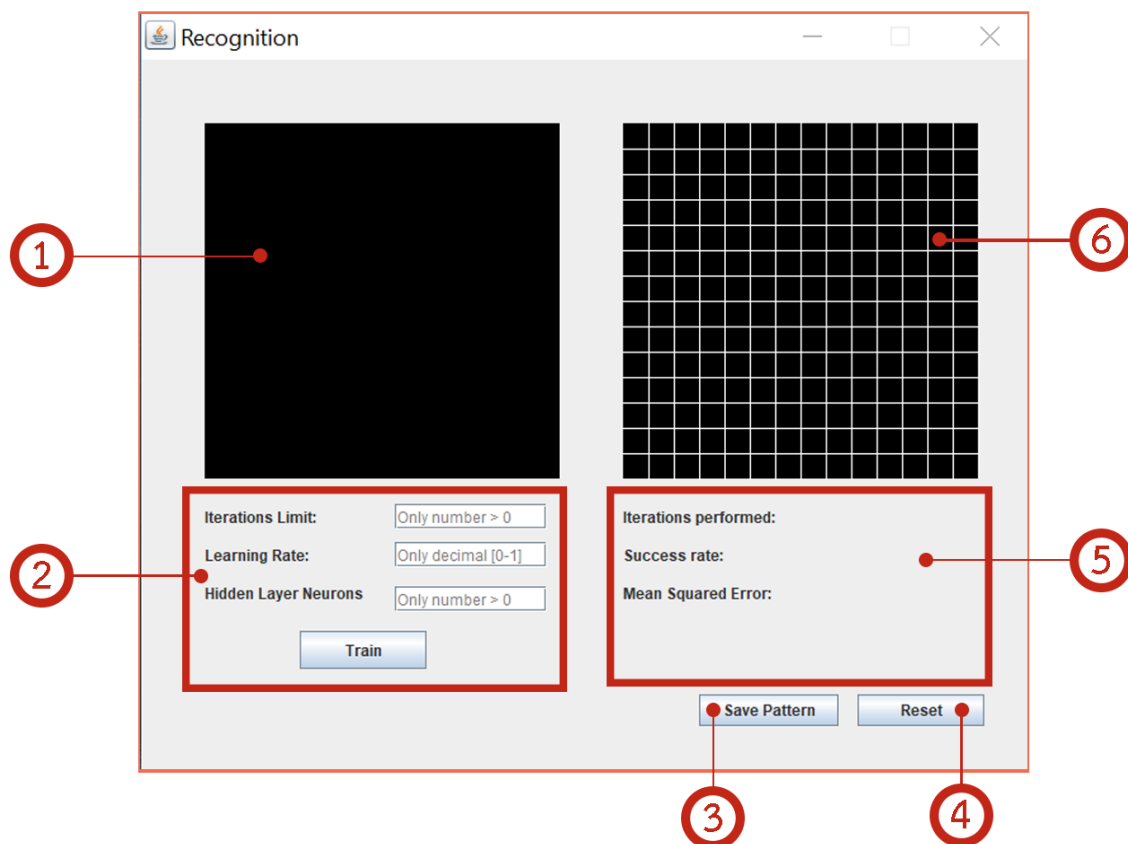 Recognition
1
6
Iterations Limit: Only number > 0
Learning Rate: Only decimal [0-1]
Hidden Layer Neurons Only number > 0
Train
2
Iterations performed:
Success rate:
Mean Squared Error:
5
Save Pattern Reset
3 4